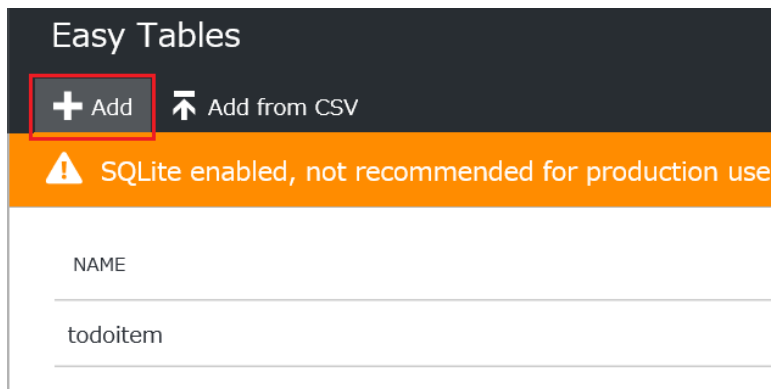 Easy Tables
Add Add from CSV
SQLite enabled, not recommended for production use
NAME
todoitem